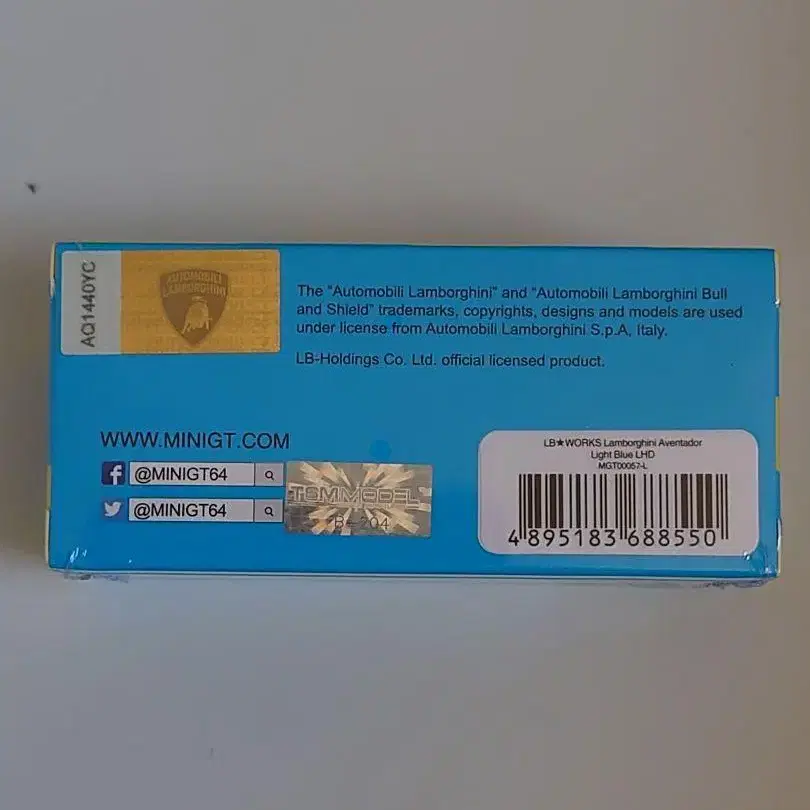 AQ1440YC
AUTOMOBILI
LAMBORGHINI
The "Automobili Lamborghini" and "Automobili Lamborghini Bull
and Shield" trademarks, copyrights, designs and models are used
under license from Automobili Lamborghini S.p.A, Italy.
LB-Holdings Co. Ltd. official licensed product.
WWW.MINIGT.COM
@MINIGT64
@MINIGT64
TSM MODEL
B-204
LB★WORKS Lamborghini Aventador
Light Blue LHD
MGT00057-L
4 895183 688550